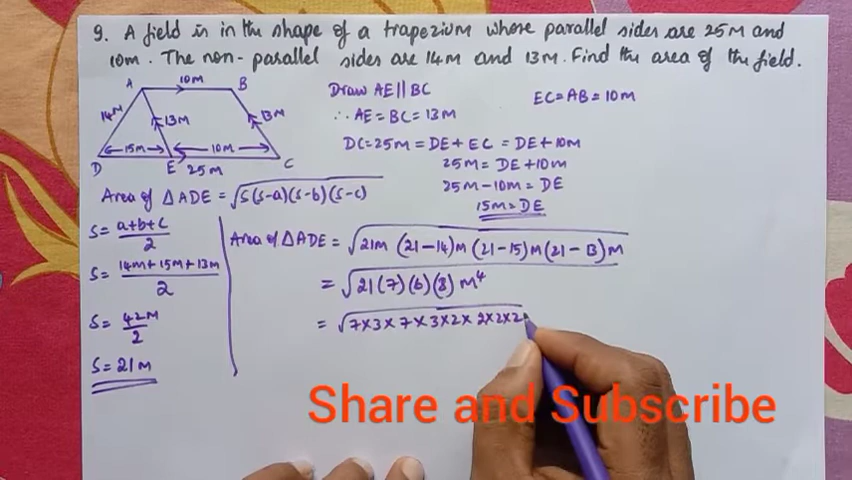 9. A field is in the shape of a trapezium whose parallel sides are 25M and
10M. The non-parallel sides are 14M and 13M. Find the area of the field.
A 10M B
14M 13M 13M
15M 10M
D E 25M C
Draw AE∥BC
∴ AE = BC = 13M
EC = AB = 10M
DC = 25M = DE + EC = DE + 10M
25M = DE + 10M
25M - 10M = DE
15M = DE
Area of △ADE = √S(S-a)(S-b)(S-c)
S = a+b+c/2
S = 14M+15M+13M/2
S = 42M/2
S = 21M
Area of △ADE = √21M (21-14)M (21-15)M (21-13)M
= √21(7)(6)(8) M⁴
= √7×3×7×3×2×2×2×2
Share and Subscribe